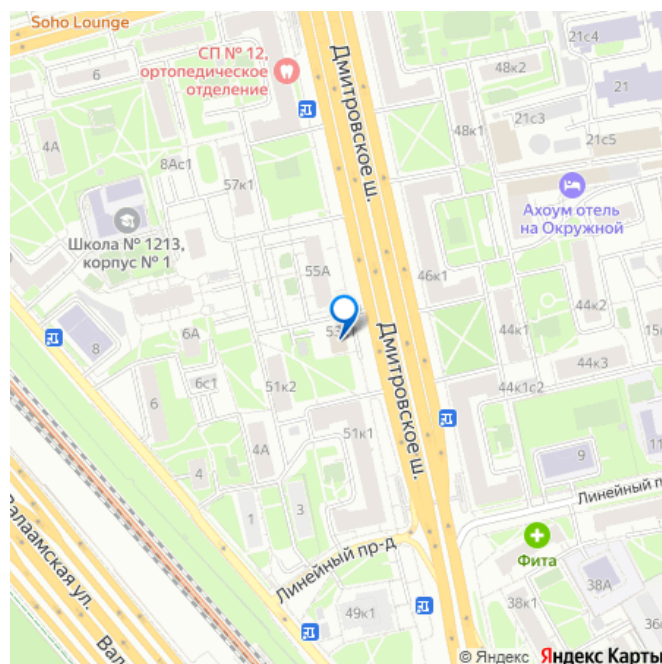 Soho Lounge
СП № 12,
ортопедическое
отделение
6
4А
8Ас1
57к1
Школа № 1213,
корпус № 1
Дмитровское ш.
48к2
21с4
21
48к1
21с3
21с5
Ахоум отель
на Окружной
55А
46к1
44к2
15
44к1
44к3
44к1с2
6А
8
6с1
6
51к2
4А
4
51к1
Дмитровское ш.
1
3
9
11
Линейный п
Линейный пр-д
Фита
38А
38к1
36
49к1
Валаамская ул.
Вал
© Яндекс Яндекс Карты